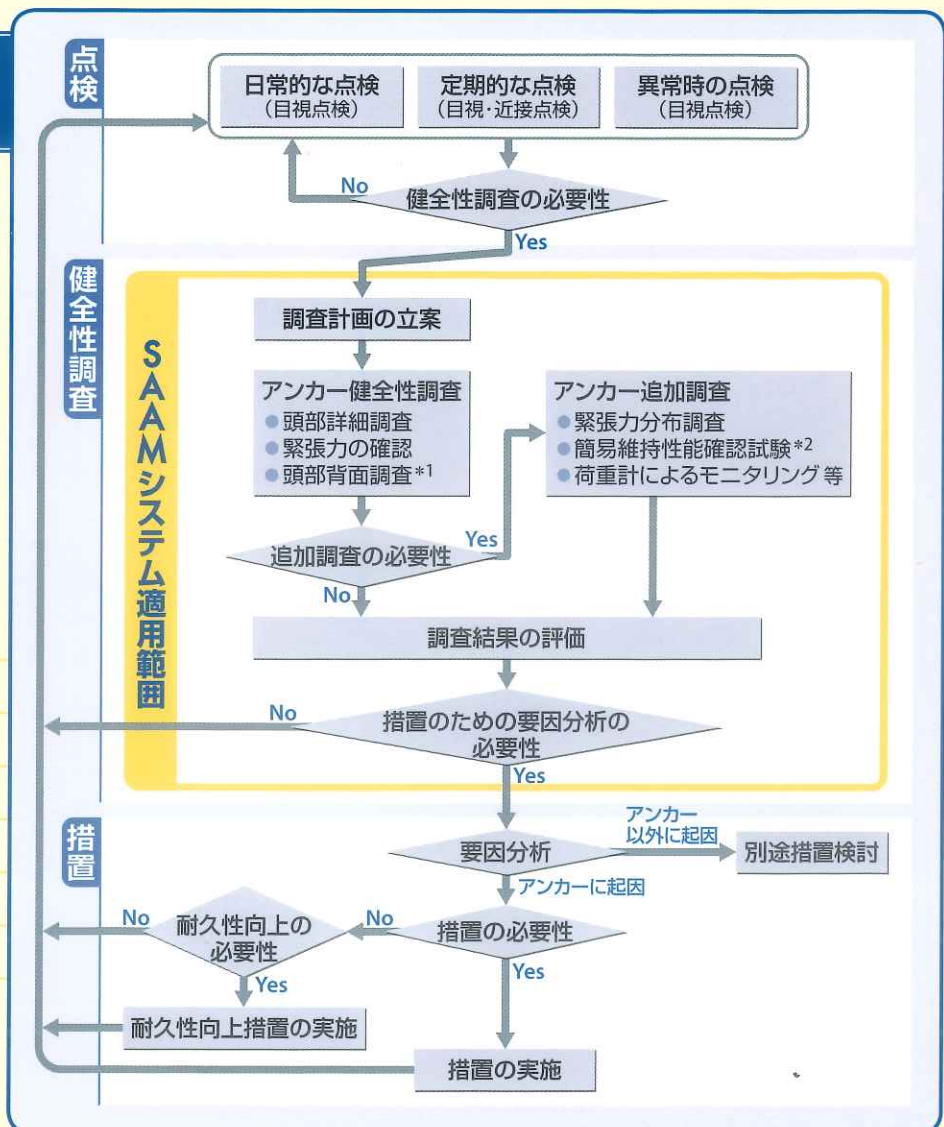 点検
日常的な点検
(目視点検)
定期的な点検
(目視・近接点検)
異常時の点検
(目視点検)
No
健全性調査の必要性
Yes
健全性調査
SAAMシステム適用範囲
調査計画の立案
アンカー健全性調査
●頭部詳細調査
●緊張力の確認
●頭部背面調査*1
アンカー追加調査
●緊張力分布調査
●簡易維持性能確認試験*2
●荷重計によるモニタリング 等
追加調査の必要性
Yes
No
調査結果の評価
No
措置のための要因分析の
必要性
Yes
措置
要因分析
アンカー
以外に起因
別途措置検討
アンカーに起因
No
耐久性向上の
必要性
No
措置の必要性
Yes
Yes
耐久性向上措置の実施
措置の実施